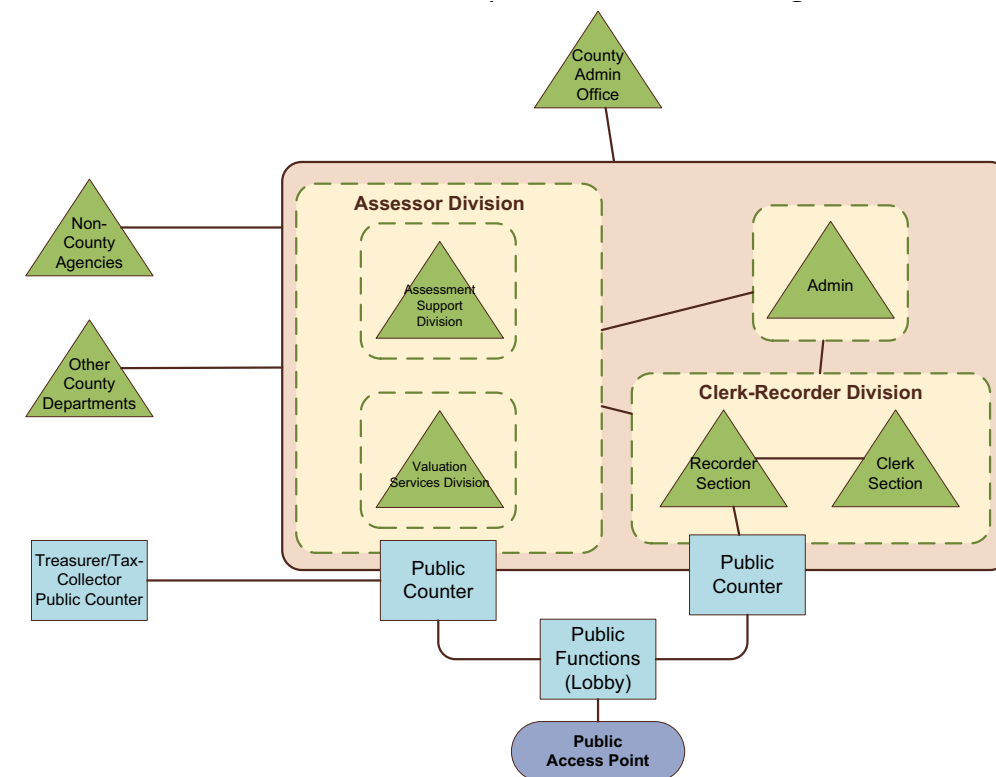 County
Admin
Office
Non-
County
Agencies
Assessor Division
Assessment
Support
Division
Admin
Other
County
Departments
Clerk-Recorder Division
Valuation
Services Division
Recorder
Section
Clerk
Section
Treasurer/Tax-
Collector
Public Counter
Public
Counter
Public
Counter
Public
Functions
(Lobby)
Public
Access Point